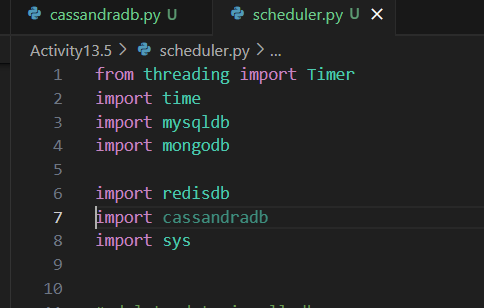 cassandradb.py U
scheduler.py U
Activity13.5 > scheduler.py > ...
1 from threading import Timer
2 import time
3 import mysqldb
4 import mongodb
5
6 import redisdb
7 import cassandradb
8 import sys
9
10